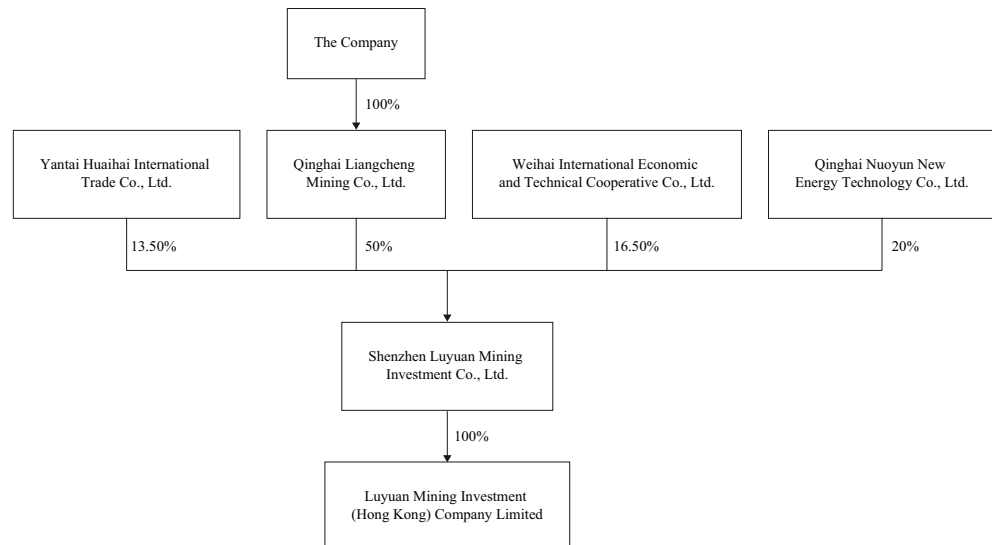 The Company
100%
Yantai Huaihai International
Trade Co., Ltd.
Qinghai Liangcheng
Mining Co., Ltd.
Weihai International Economic
and Technical Cooperative Co., Ltd.
Qinghai Nuoyun New
Energy Technology Co., Ltd.
13.50%
50%
16.50%
20%
Shenzhen Luyuan Mining
Investment Co., Ltd.
100%
Luyuan Mining Investment
(Hong Kong) Company Limited